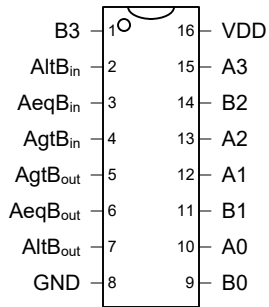 B3 1 16 VDD
AltBin 2 15 A3
AeqBin 3 14 B2
AgtBin 4 13 A2
AgtBout 5 12 A1
AeqBout 6 11 B1
AltBout 7 10 A0
GND 8 9 B0